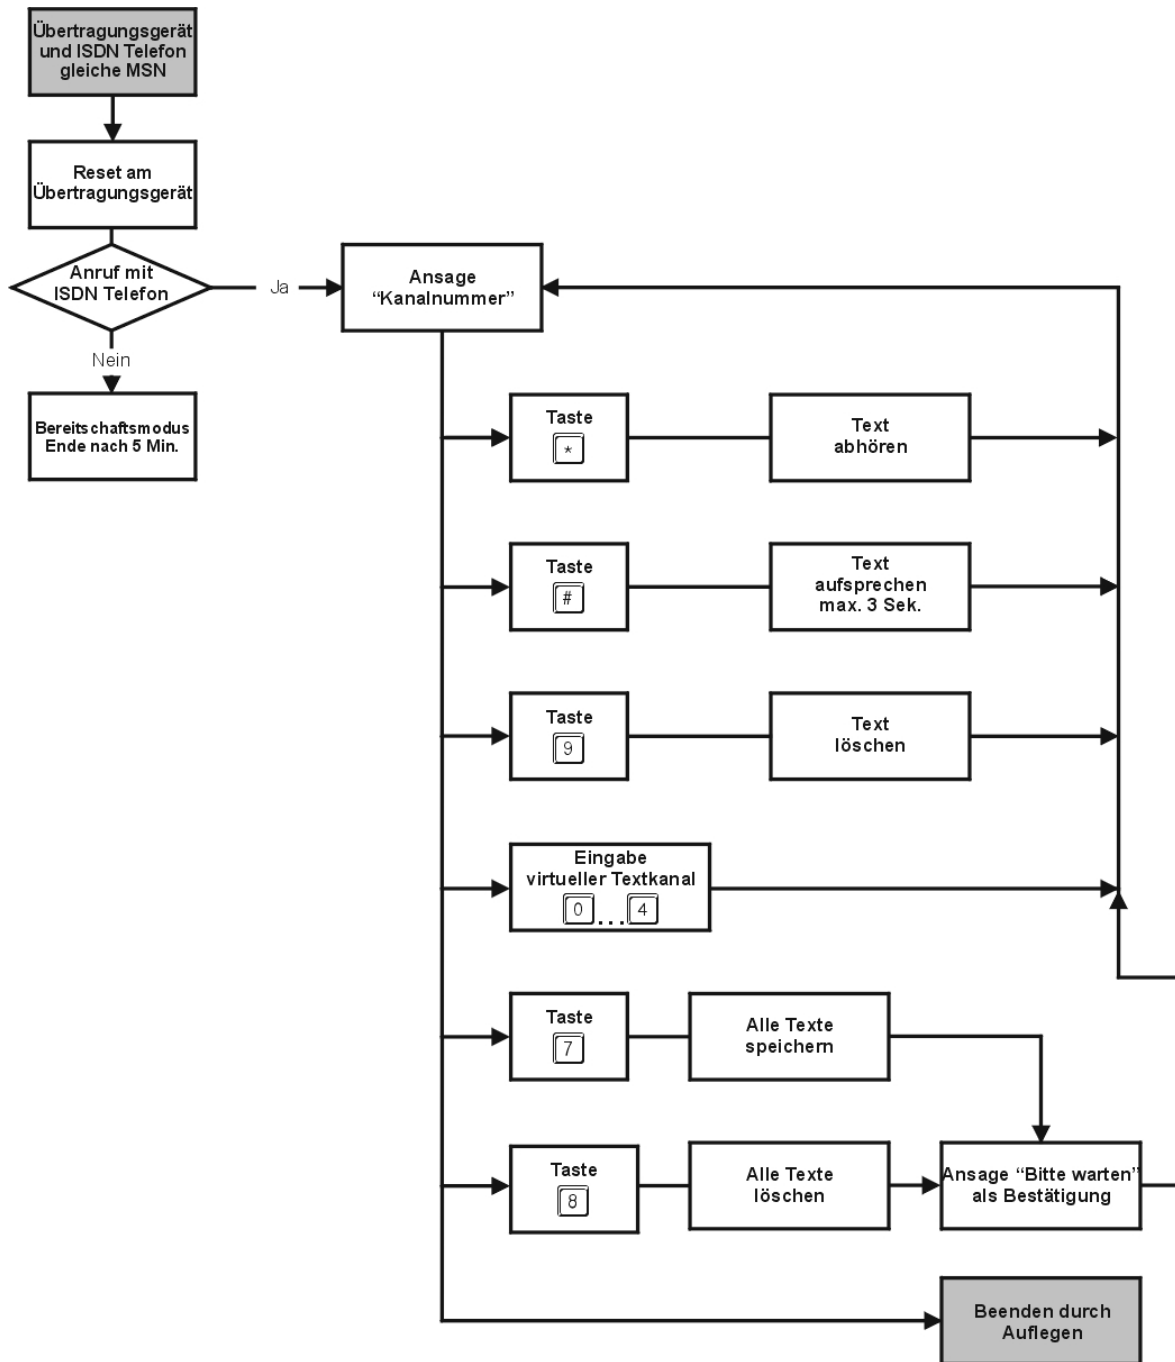 Übertragungsgerät
und ISDN Telefon
gleiche MSN
Reset am
Übertragungsgerät
Anruf mit
ISDN Telefon
Ja
Nein
Bereitschaftsmodus
Ende nach 5 Min.
Ansage
“Kanalnummer”
Taste
*
Text
abhören
Taste
#
Text
aufsprechen
max. 3 Sek.
Taste
9
Text
löschen
Eingabe
virtueller Textkanal
0...4
Taste
7
Alle Texte
speichern
Taste
8
Alle Texte
löschen
Ansage “Bitte warten”
als Bestätigung
Beenden durch
Auflegen